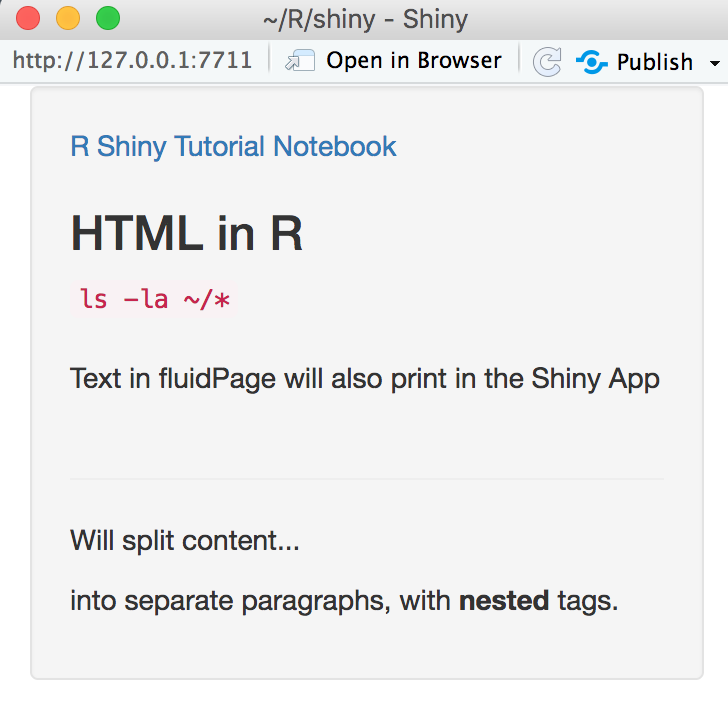 ~/R/shiny - Shiny
http://127.0.0.1:7711 Open in Browser Publish
R Shiny Tutorial Notebook
HTML in R
ls -la ~/*
Text in fluidPage will also print in the Shiny App
Will split content...
into separate paragraphs, with nested tags.